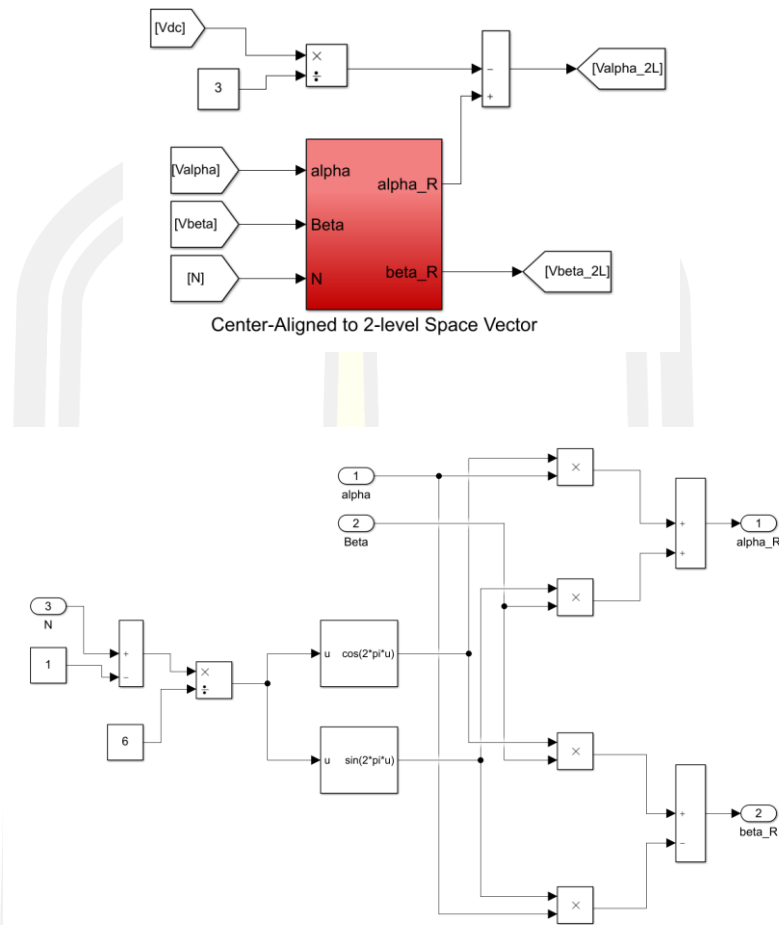 [Vdc]
×
÷
3
−
+
[Valpha_2L]
[Valpha]
alpha
alpha_R
[Vbeta]
Beta
[N]
N
beta_R
[Vbeta_2L]
Center-Aligned to 2-level Space Vector
1
alpha
2
Beta
×
+
+
1
alpha_R
×
3
N
1
+
−
×
÷
6
u cos(2*pi*u)
u sin(2*pi*u)
×
+
−
2
beta_R
×